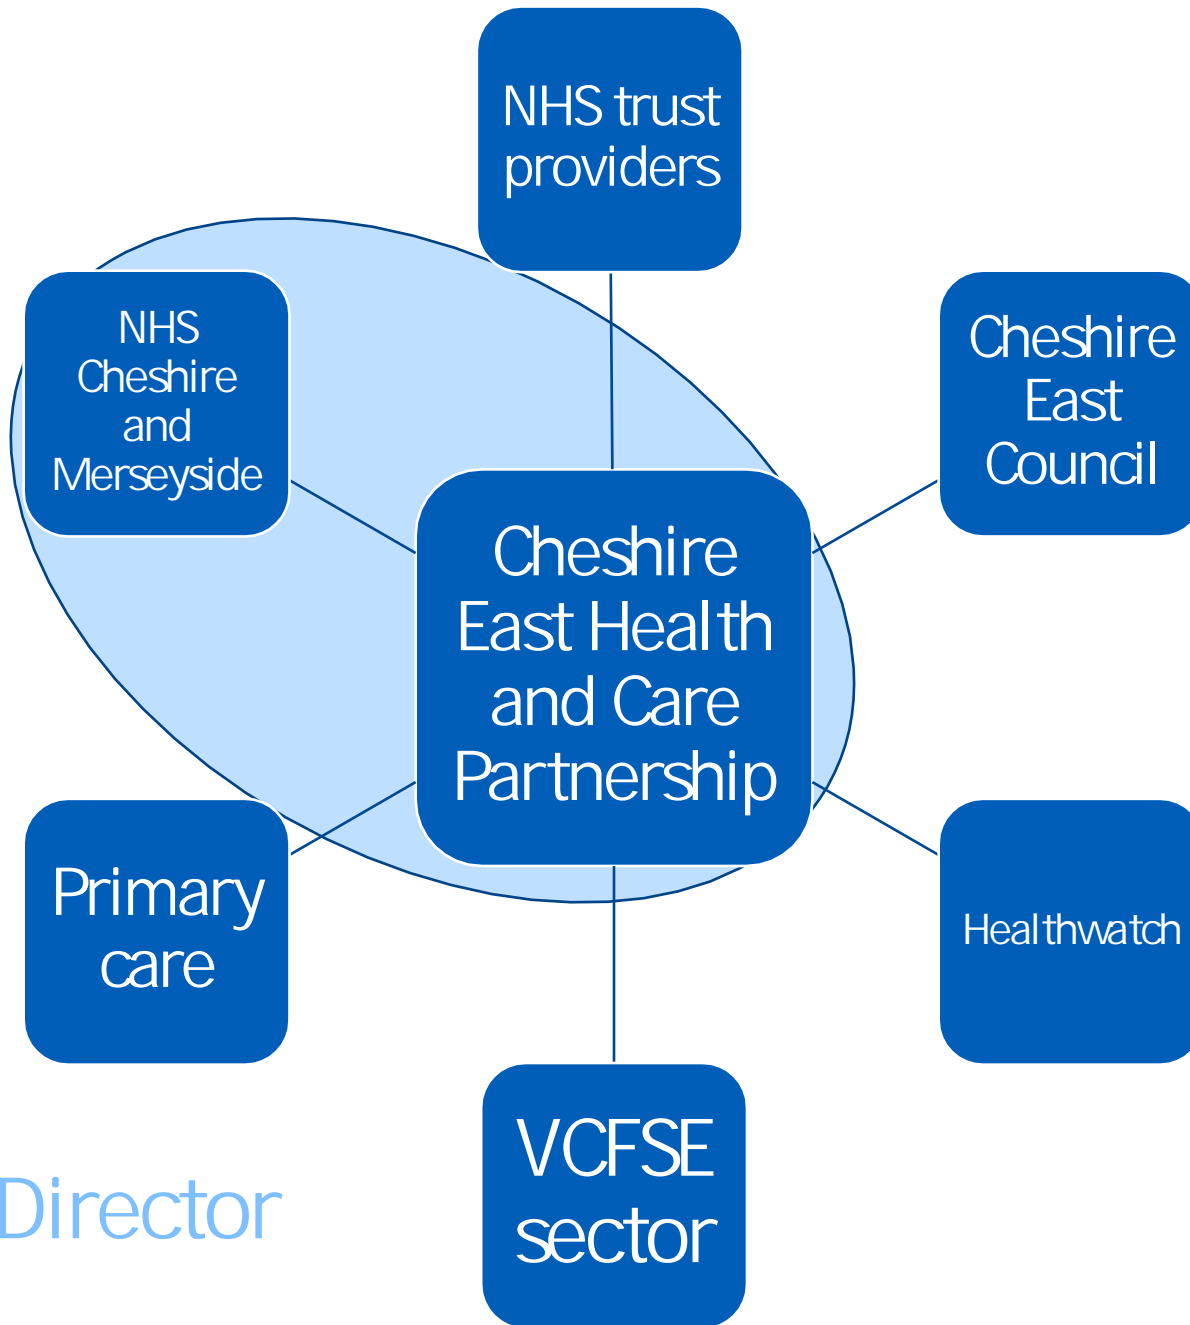 NHS trust
providers
NHS
Cheshire
and
Merseyside
Cheshire
East
Council
Cheshire
East Health
and Care
Partnership
Primary
care
Healthwatch
VCFSE
sector
Director